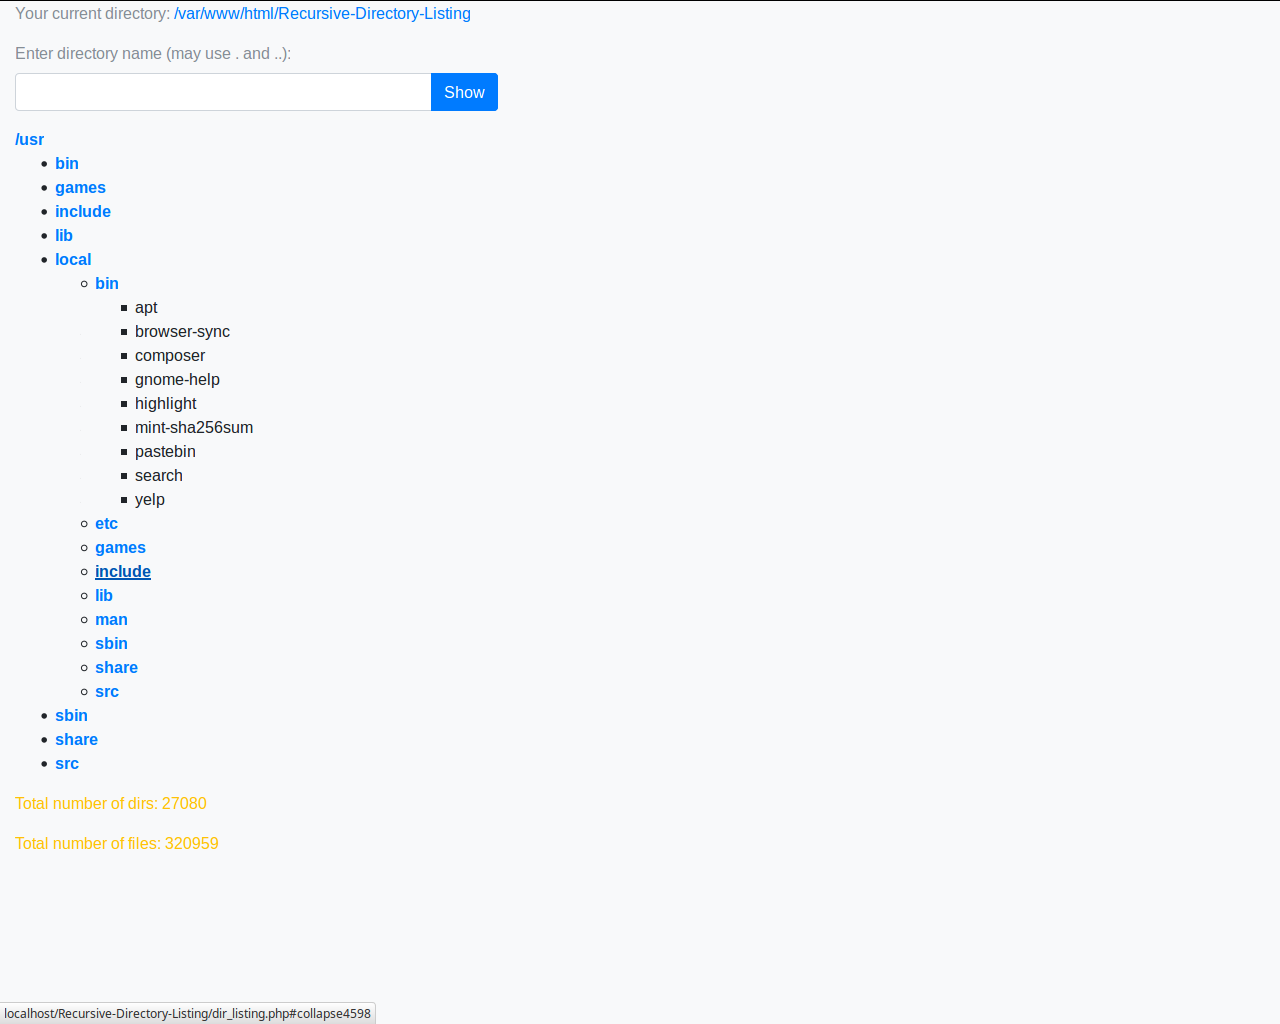 Your current directory: /var/www/html/Recursive-Directory-Listing
Enter directory name (may use . and ..):
Show
/usr
bin
games
include
lib
local
bin
apt
browser-sync
composer
gnome-help
highlight
mint-sha256sum
pastebin
search
yelp
etc
games
include
lib
man
sbin
share
src
sbin
share
src
Total number of dirs: 27080
Total number of files: 320959
localhost/Recursive-Directory-Listing/dir_listing.php#collapse4598